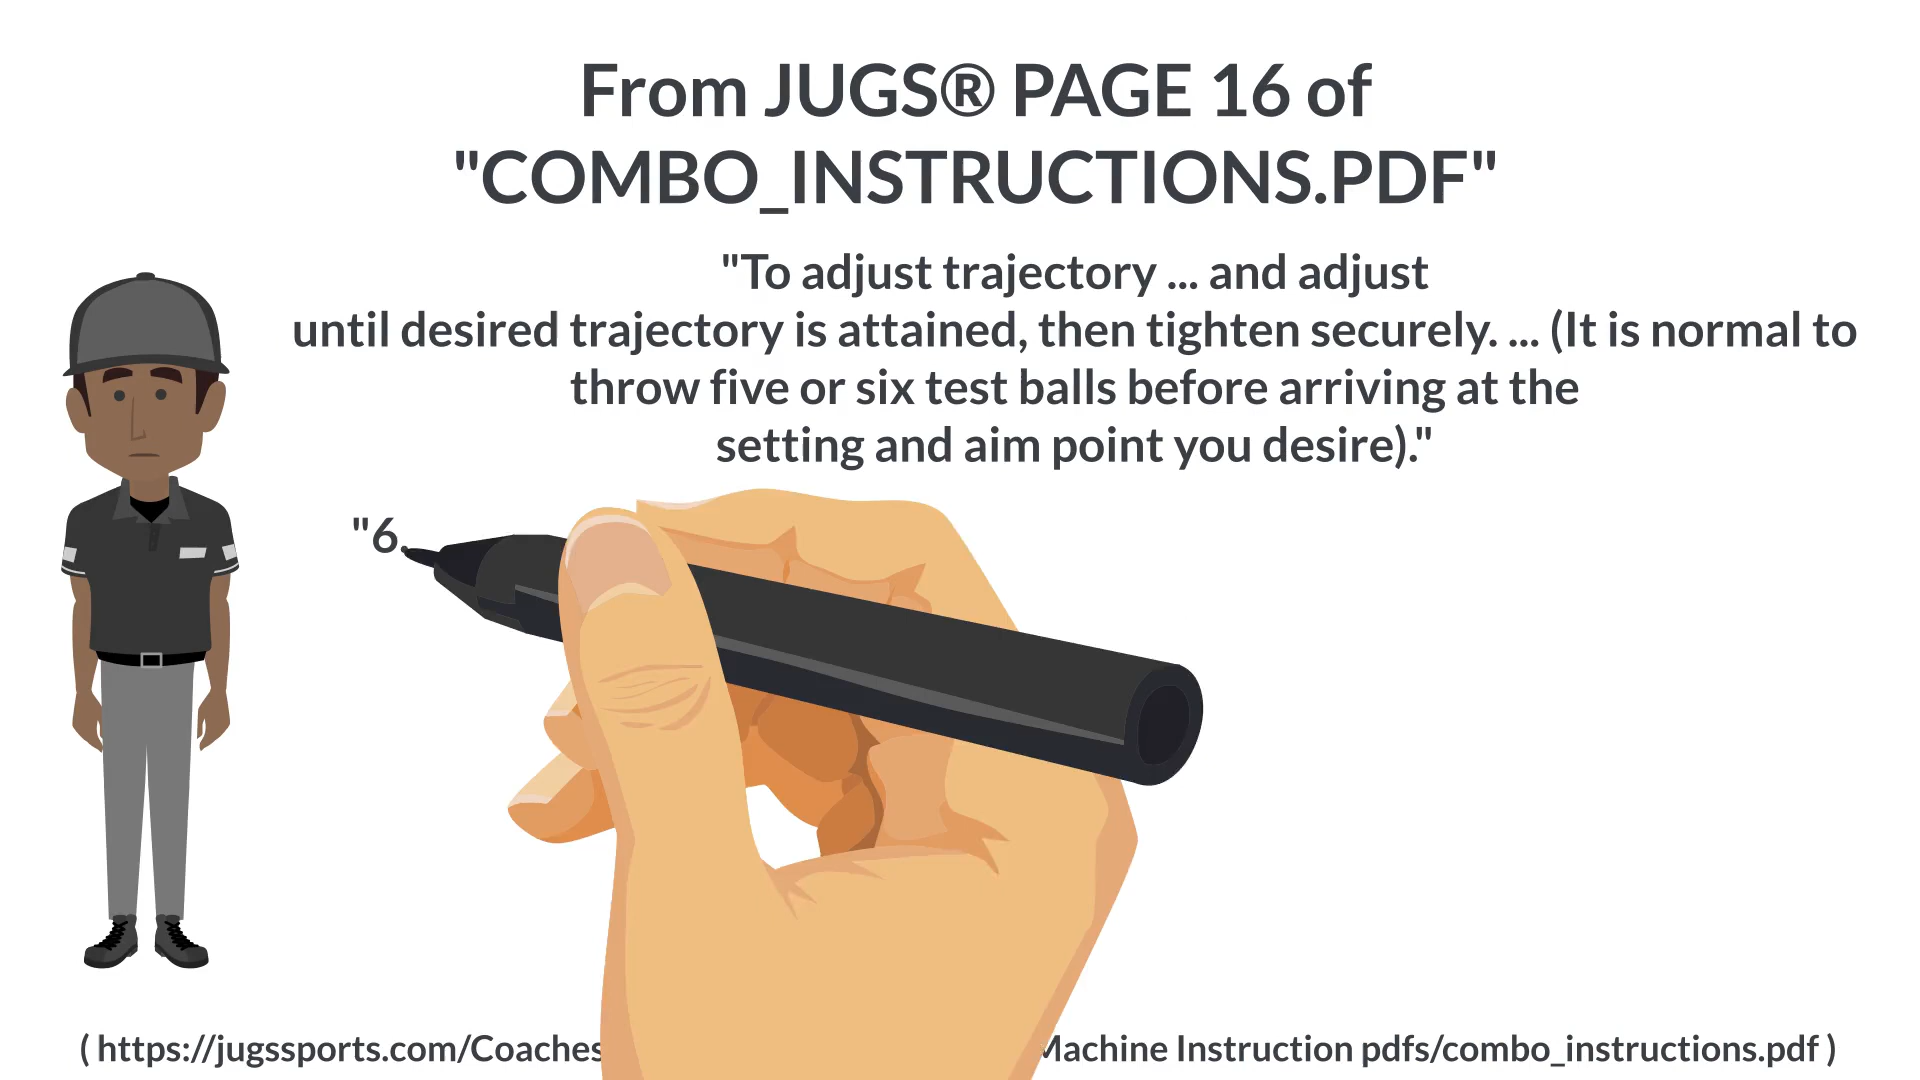 From JUGS® PAGE 16 of
"COMBO_INSTRUCTIONS.PDF"
"To adjust trajectory ... and adjust
until desired trajectory is attained, then tighten securely. ... (It is normal to
throw five or six test balls before arriving at the
setting and aim point you desire)."
"6.
( https://jugssports.com/Coaches Machine Instruction pdfs/combo_instructions.pdf )